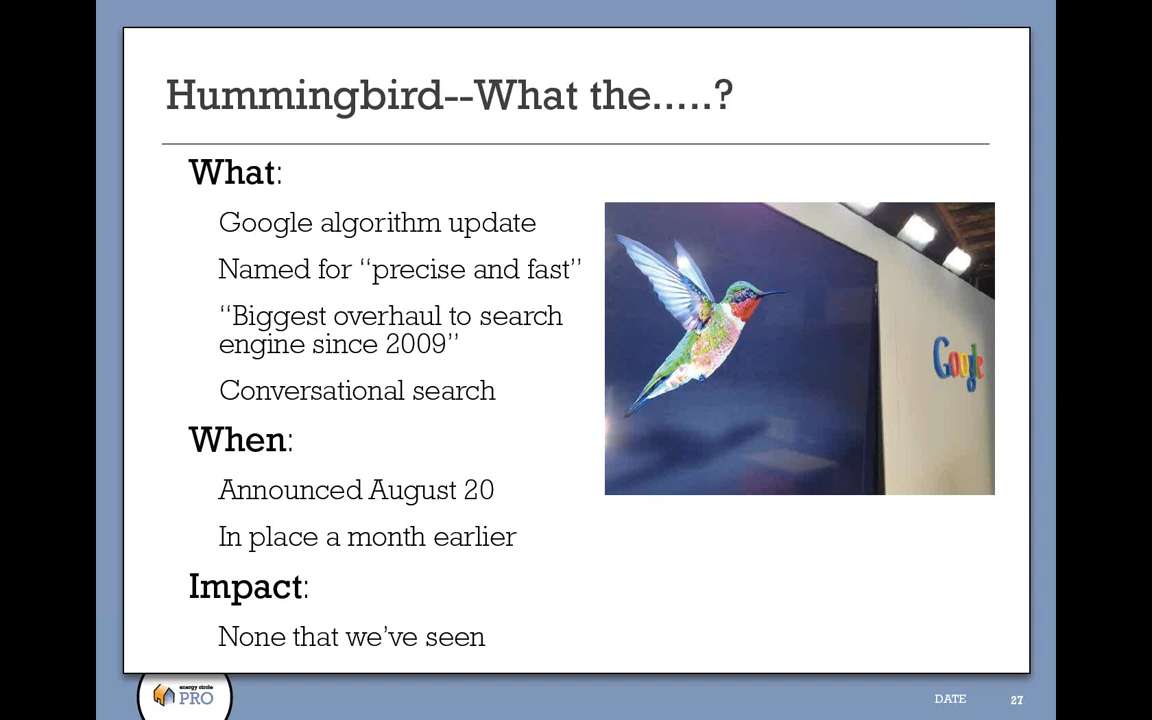 Hummingbird--What the.....?
What:
Google algorithm update
Named for “precise and fast”
“Biggest overhaul to search
engine since 2009”
Conversational search
When:
Announced August 20
In place a month earlier
Impact:
None that we’ve seen
Google
energy circle
PRO
DATE
27